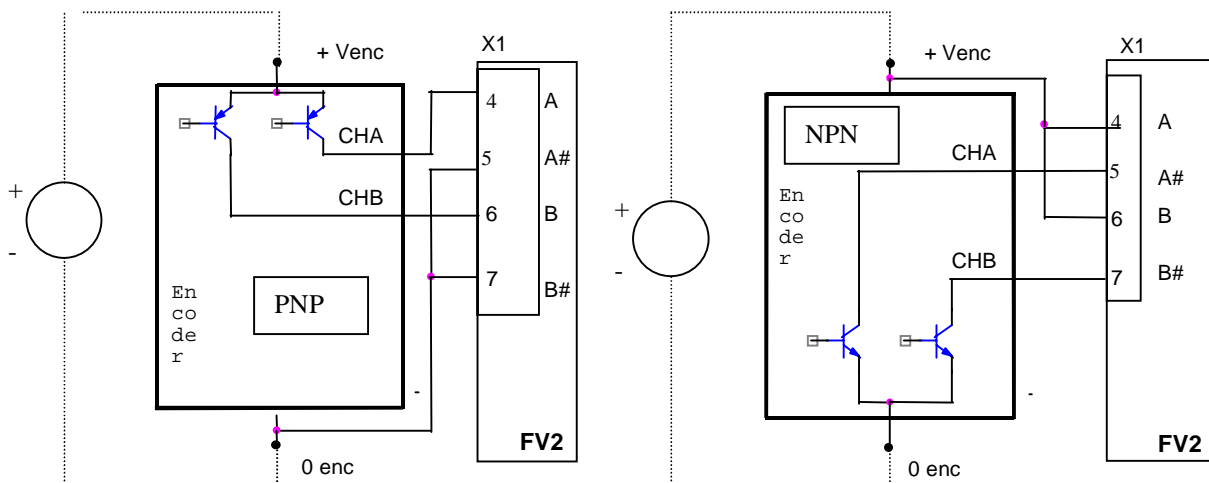 + Venc
X1
4
A
CHA
5
A#
+
CHB
6
B
-
7
B#
En
co
de
r
PNP
-
FV2
0 enc
+ Venc
X1
4
A
NPN
CHA
5
A#
En
co
de
r
+
6
B
-
CHB
7
B#
-
FV2
0 enc